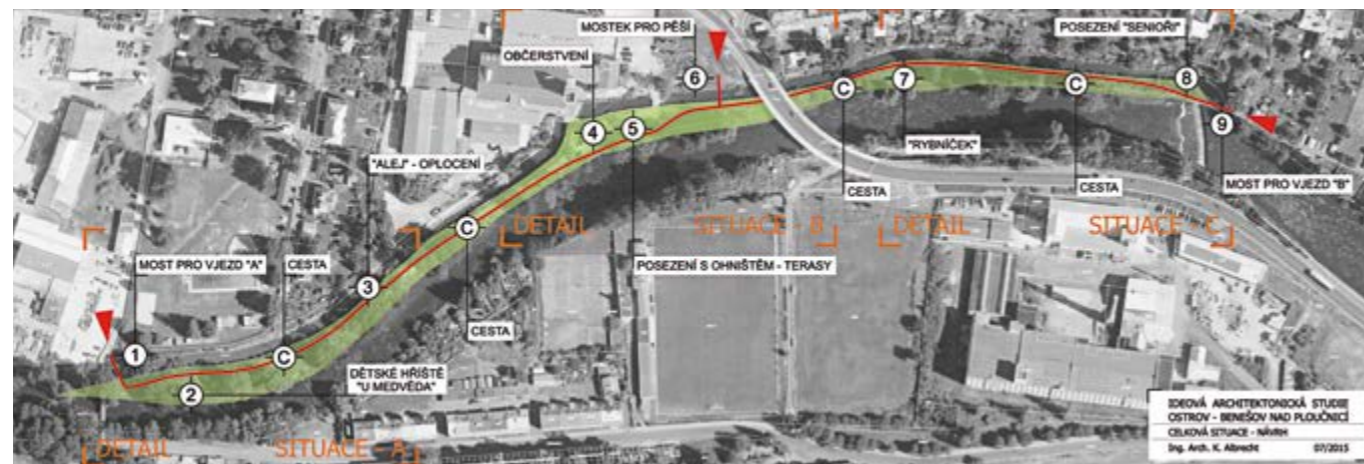 MOSTEK PRO PĚŠÍ
POSEZENÍ "SENIOŘI"
OBČERSTVENÍ
6
7
C
C
8
4
5
9
"ALEJ" - OPLOCENÍ
"RYBNÍČEK"
CESTA
CESTA
MOST PRO VJEZD "B"
C
DETAIL
SITUACE - B
DETAIL
SITUACE - C
MOST PRO VJEZD "A"
CESTA
POSEZENÍ S OHNIŠTĚM - TERASY
3
CESTA
1
C
2
DĚTSKÉ HŘIŠTĚ
"U MEDVĚDA"
DETAIL
SITUACE - A
IDEOVÁ ARCHITEKTONICKÁ STUDIE
OSTROV - BENEŠOV NAD PLOUČNICÍ
CELKOVÁ SITUACE - NÁVRH
Ing. Arch. K. Albrecht 07/2015